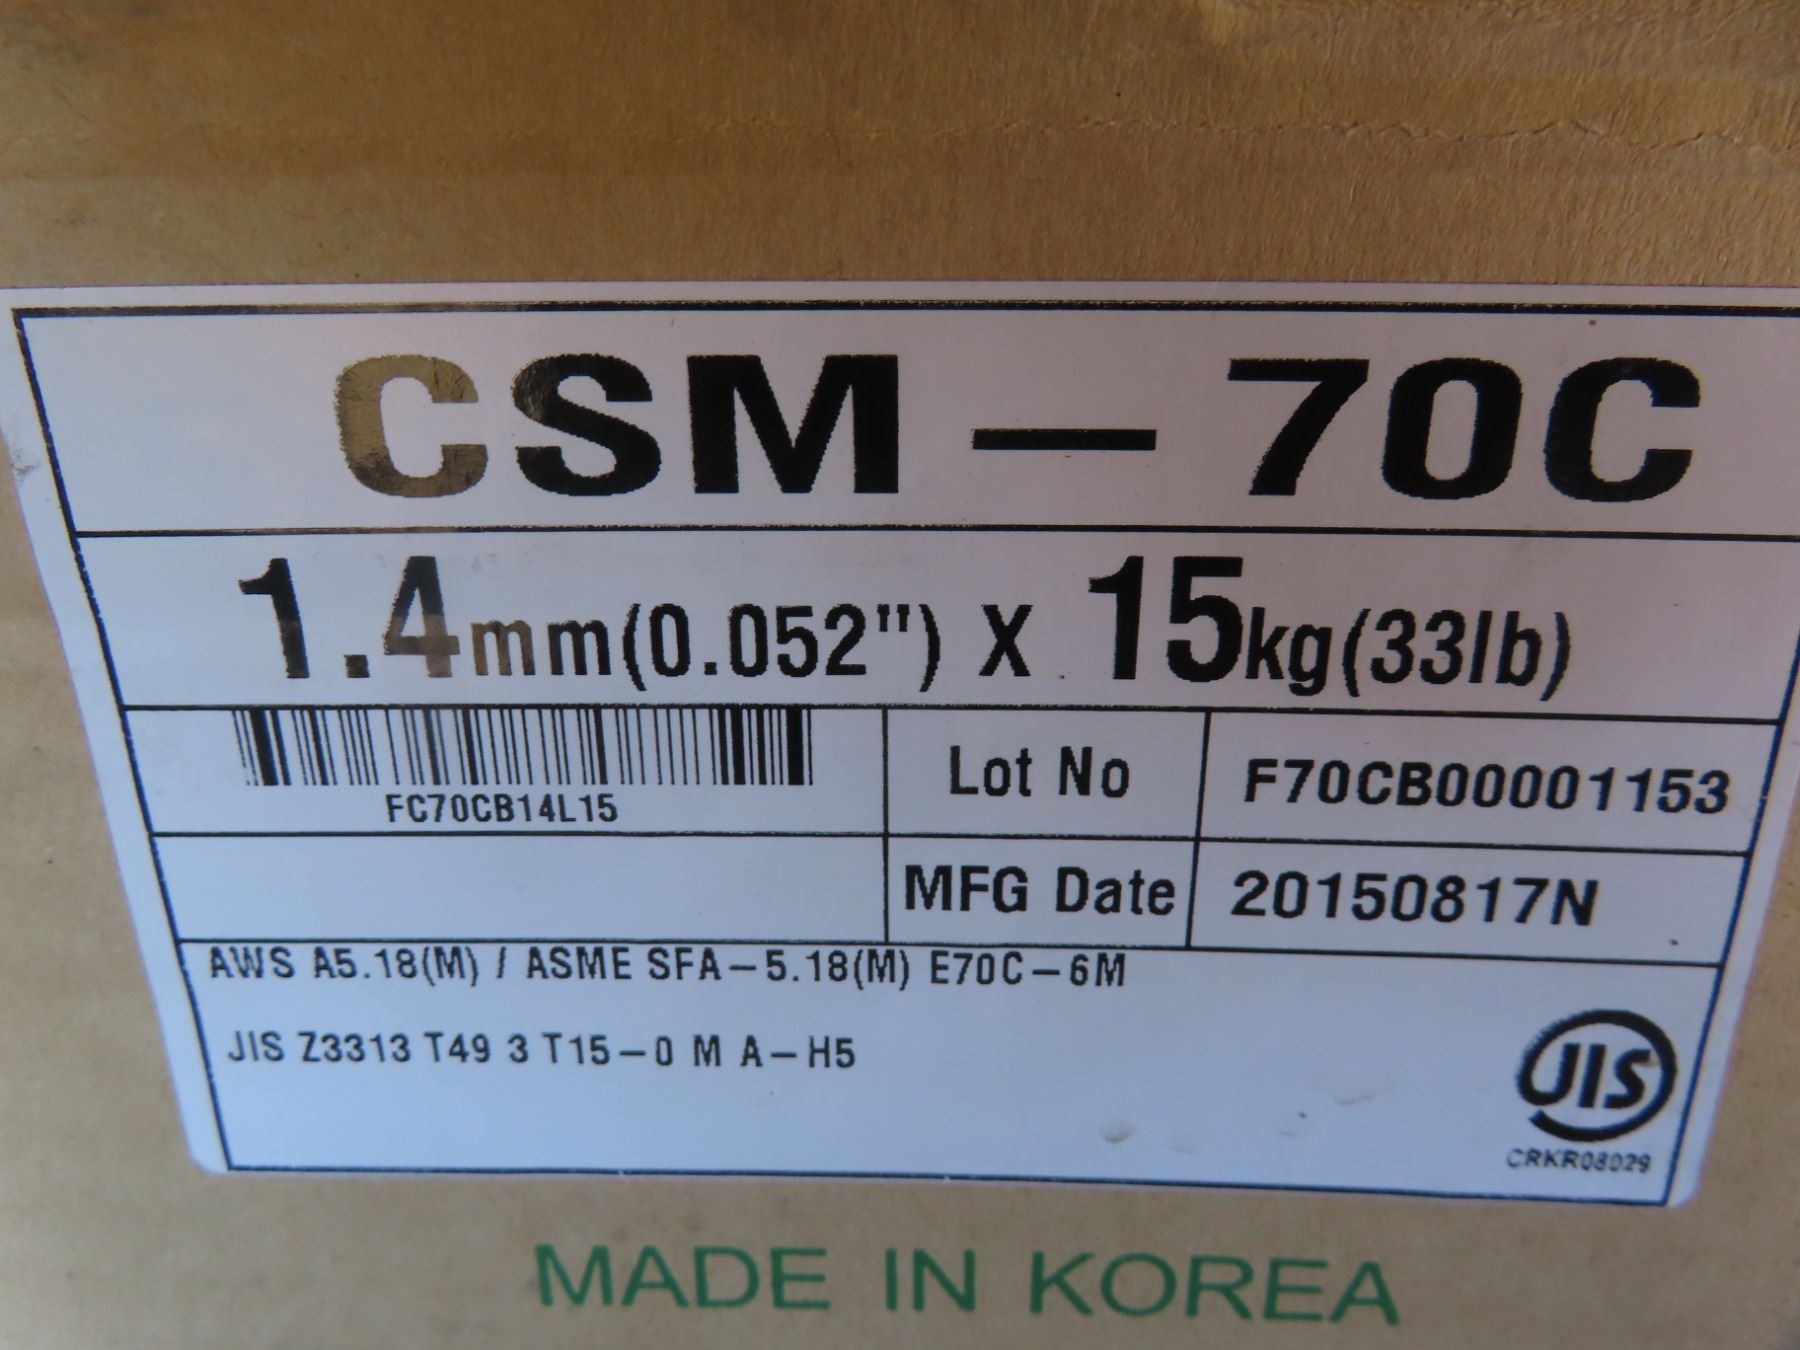 CSM-70C
1.4mm(0.052") X 15kg(33lb)
FC70CB14L15
Lot No F70CB00001153
MFG Date 20150817N
AWS A5.18(M) / ASME SFA-5.18(M) E70C-6M
JIS Z3313 T49 3 T15-0 M A-H5
JIS
CRKR08029
MADE IN KOREA